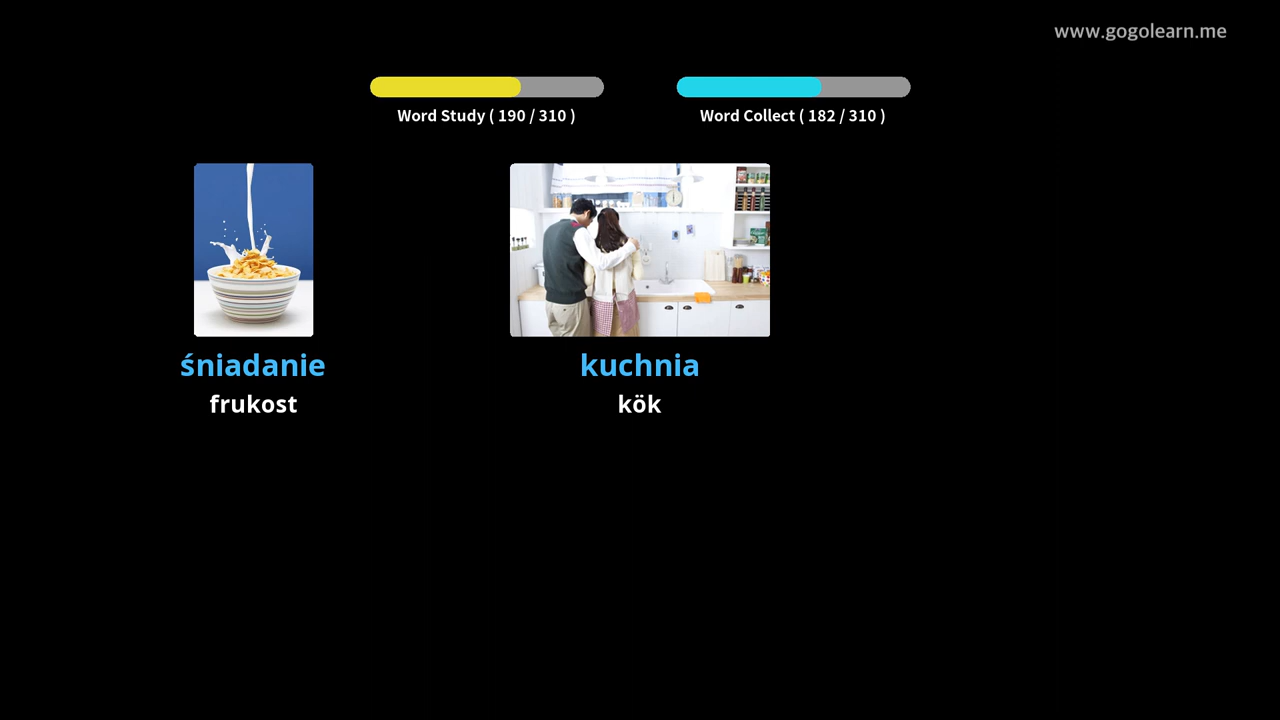 www.gogolearn.me
Word Study ( 190 / 310 )
Word Collect ( 182 / 310 )
śniadanie
frukost
kuchnia
kök